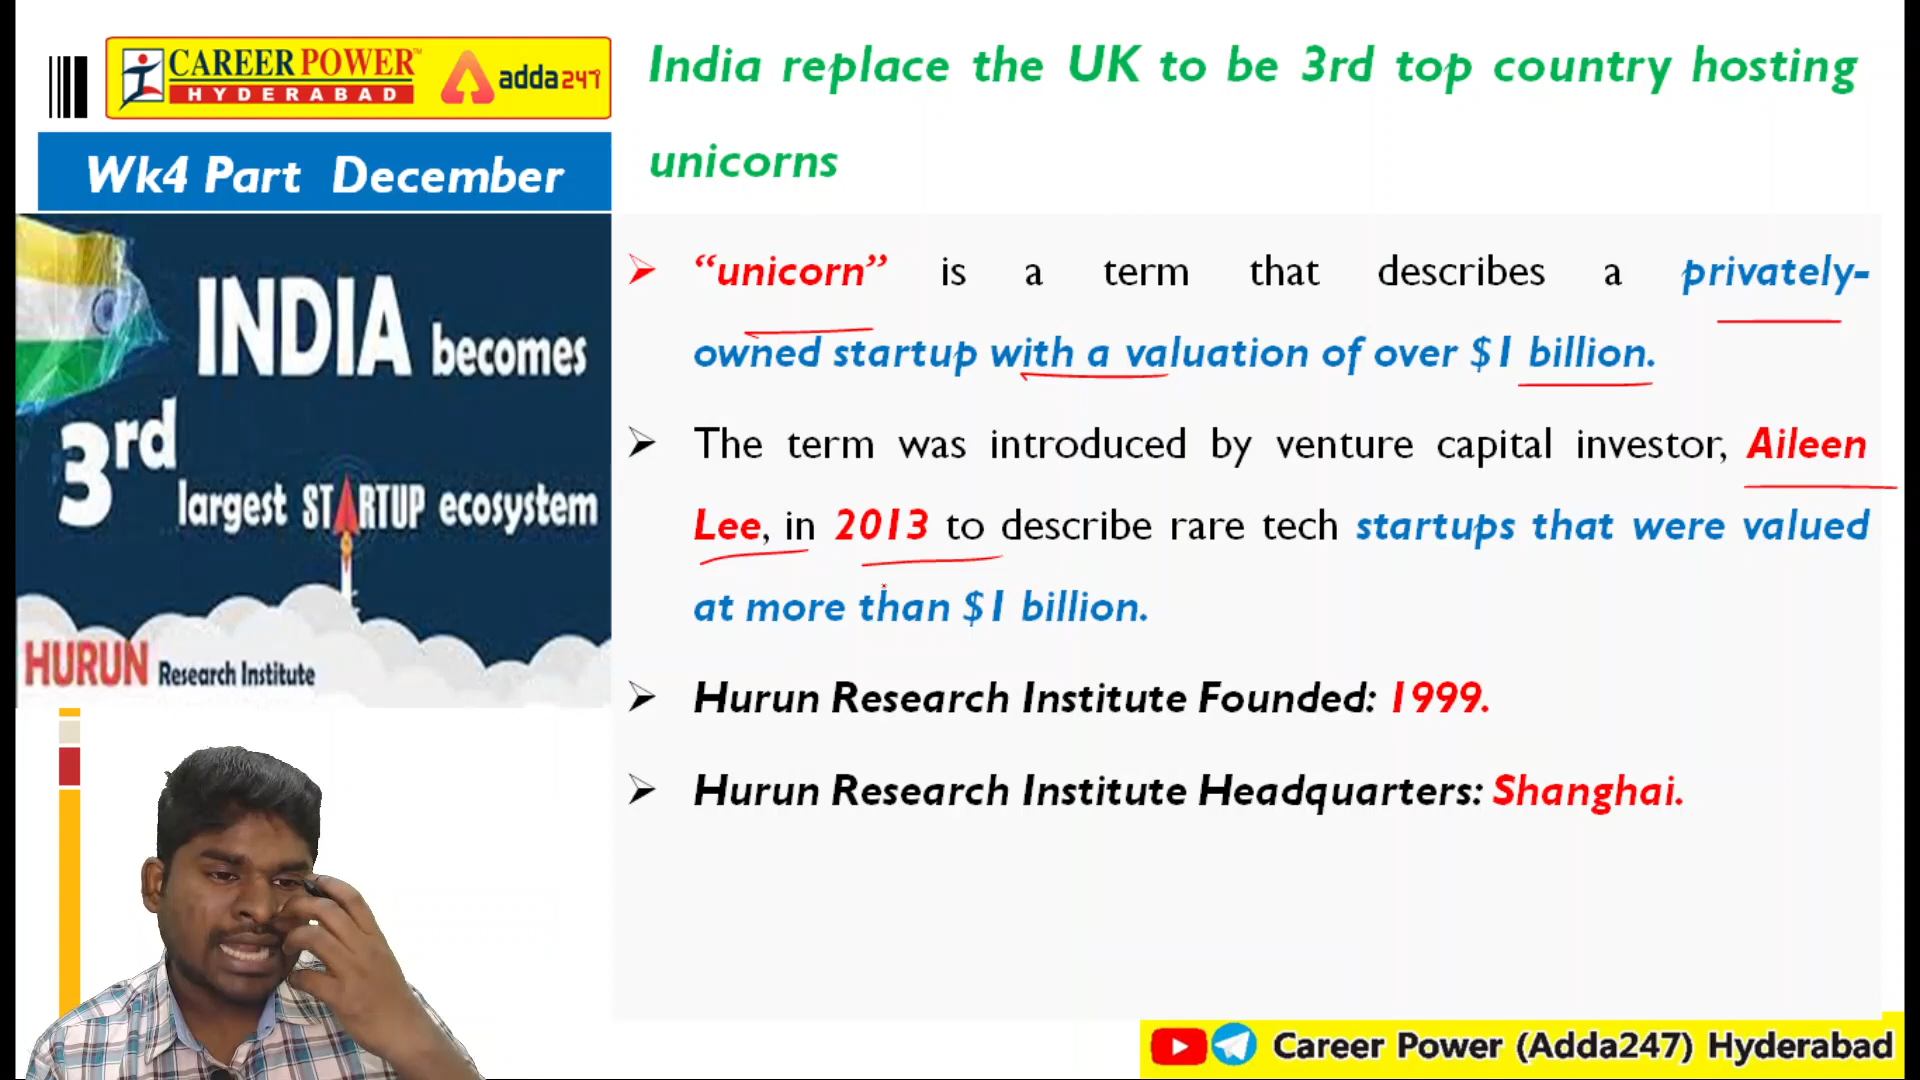 CAREER POWER
HYDERABAD
adda247
Wk4 Part December
India replace the UK to be 3rd top country hosting
unicorns
INDIA becomes
3rd
largest STARTUP ecosystem
HURUN Research Institute
➢ “unicorn” is a term that describes a privately-
owned startup with a valuation of over $1 billion.
➢ The term was introduced by venture capital investor, Aileen
Lee, in 2013 to describe rare tech startups that were valued
at more than $1 billion.
➢ Hurun Research Institute Founded: 1999.
➢ Hurun Research Institute Headquarters: Shanghai.
Career Power (Adda247) Hyderabad